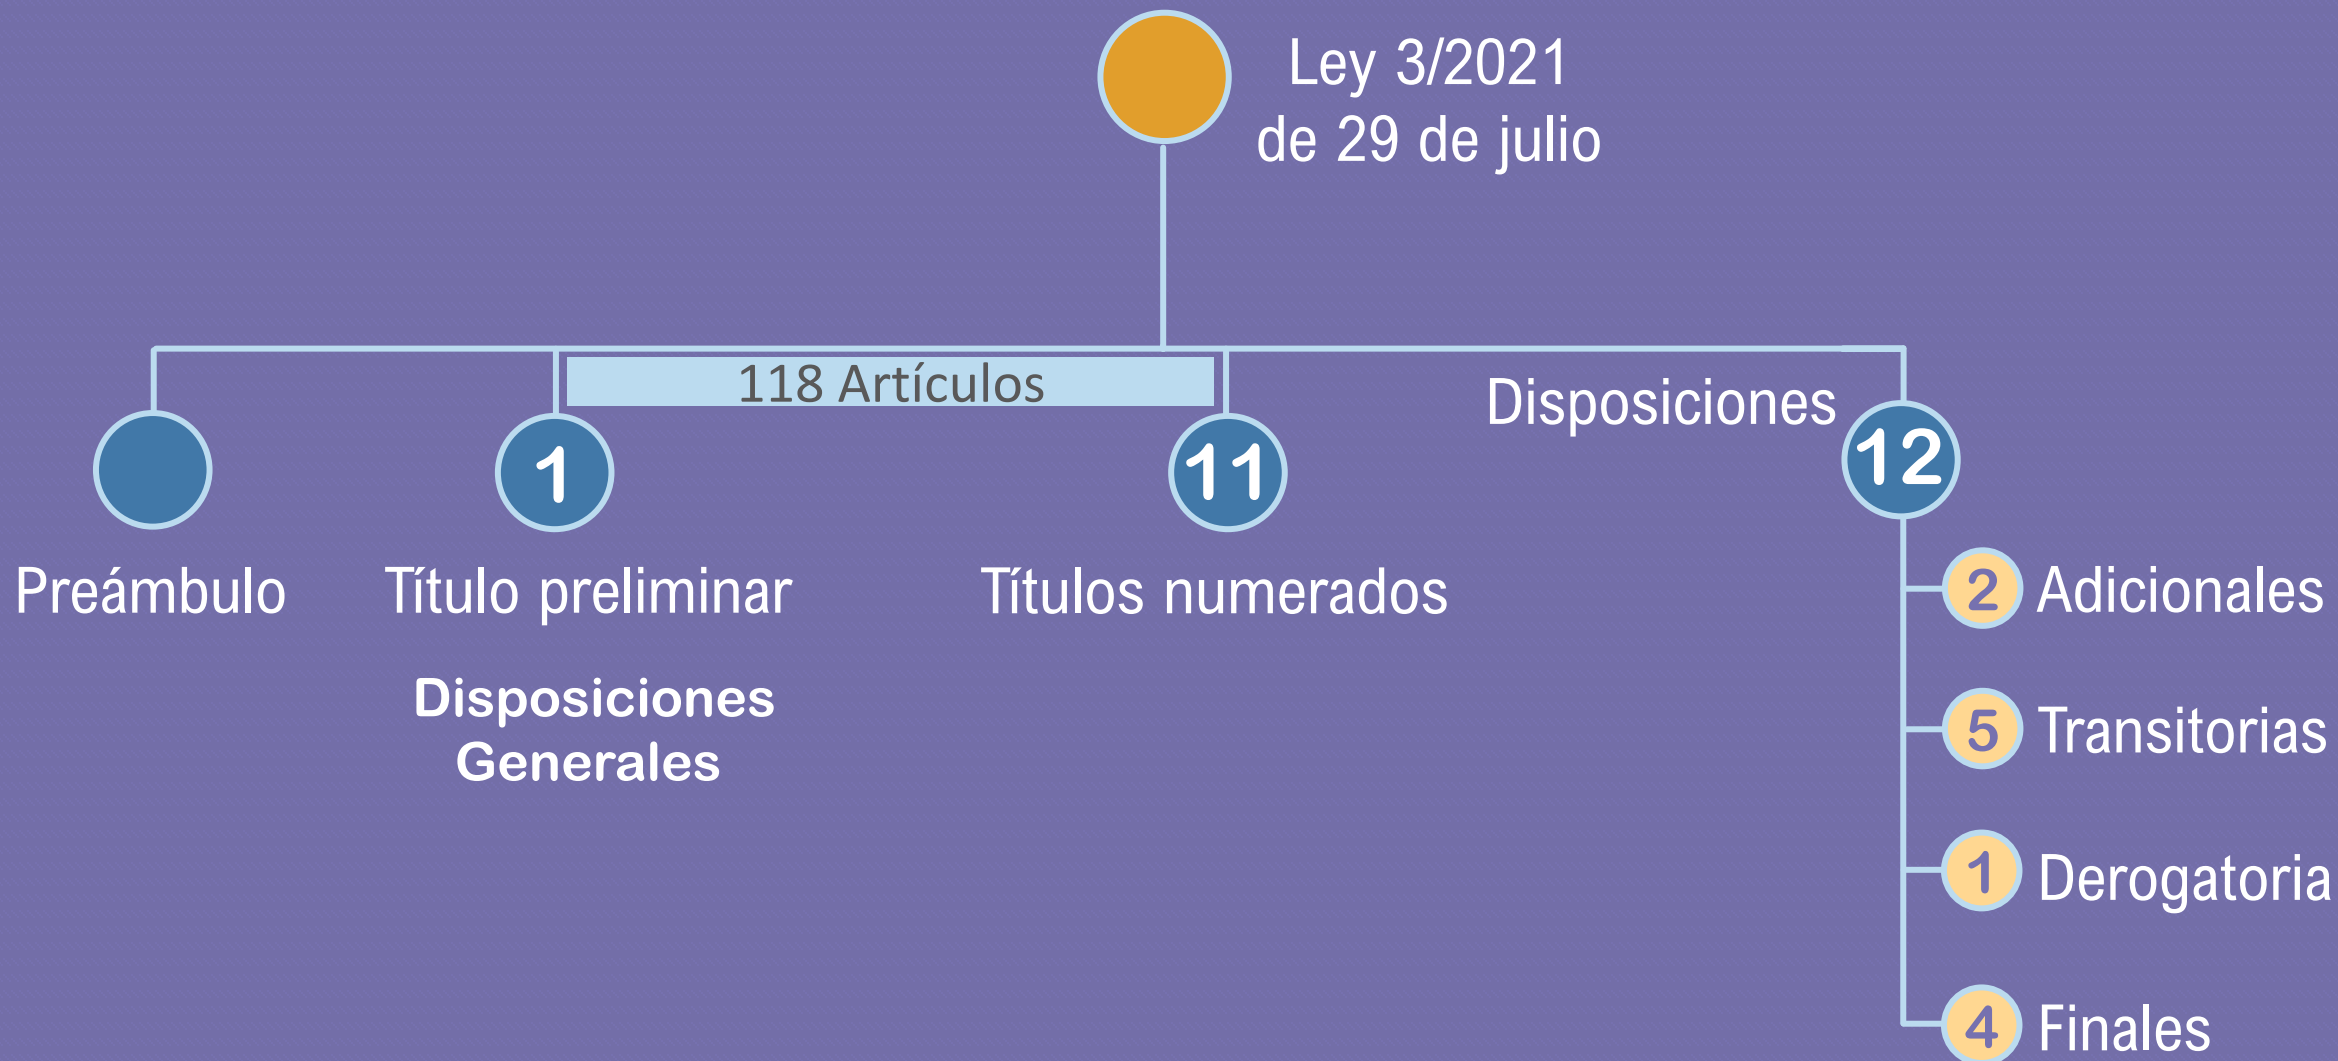 Ley 3/2021
de 29 de julio
118 Artículos
Disposiciones
1
11
12
Preámbulo
Título preliminar
Títulos numerados
Disposiciones
Generales
2 Adicionales
5 Transitorias
1 Derogatoria
4 Finales